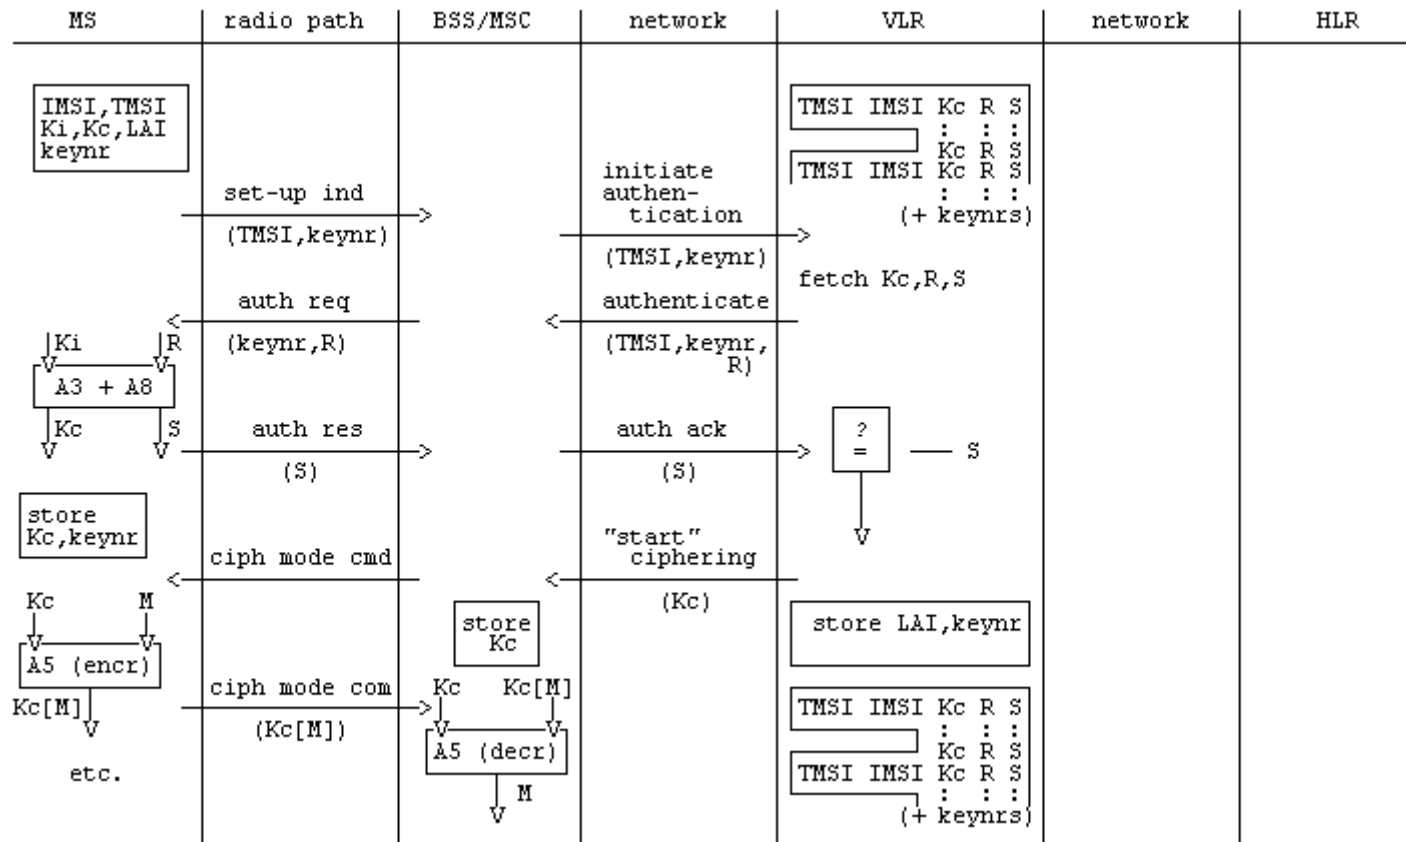 MS radio path BSS/MSC network VLR network HLR
IMSI,TMSI
Ki,Kc,LAI
keynr
TMSI IMSI Kc R S
: : :
Kc R S
TMSI IMSI Kc R S
: : :
(+ keynrs)
set-up ind
(TMSI,keynr)
initiate
authen-
tication
(TMSI,keynr)
fetch Kc,R,S
auth req
(keynr,R)
authenticate
(TMSI,keynr,
R)
Ki R
A3 + A8
Kc S
auth res
(S)
auth ack
(S)
?
=
S
store
Kc,keynr
ciph mode cmd
"start"
ciphering
(Kc)
Kc M
A5 (encr)
Kc[M]
store
Kc
store LAI,keynr
ciph mode com
(Kc[M])
Kc Kc[M]
A5 (decr)
M
TMSI IMSI Kc R S
: : :
Kc R S
TMSI IMSI Kc R S
: : :
(+ keynrs)
etc.